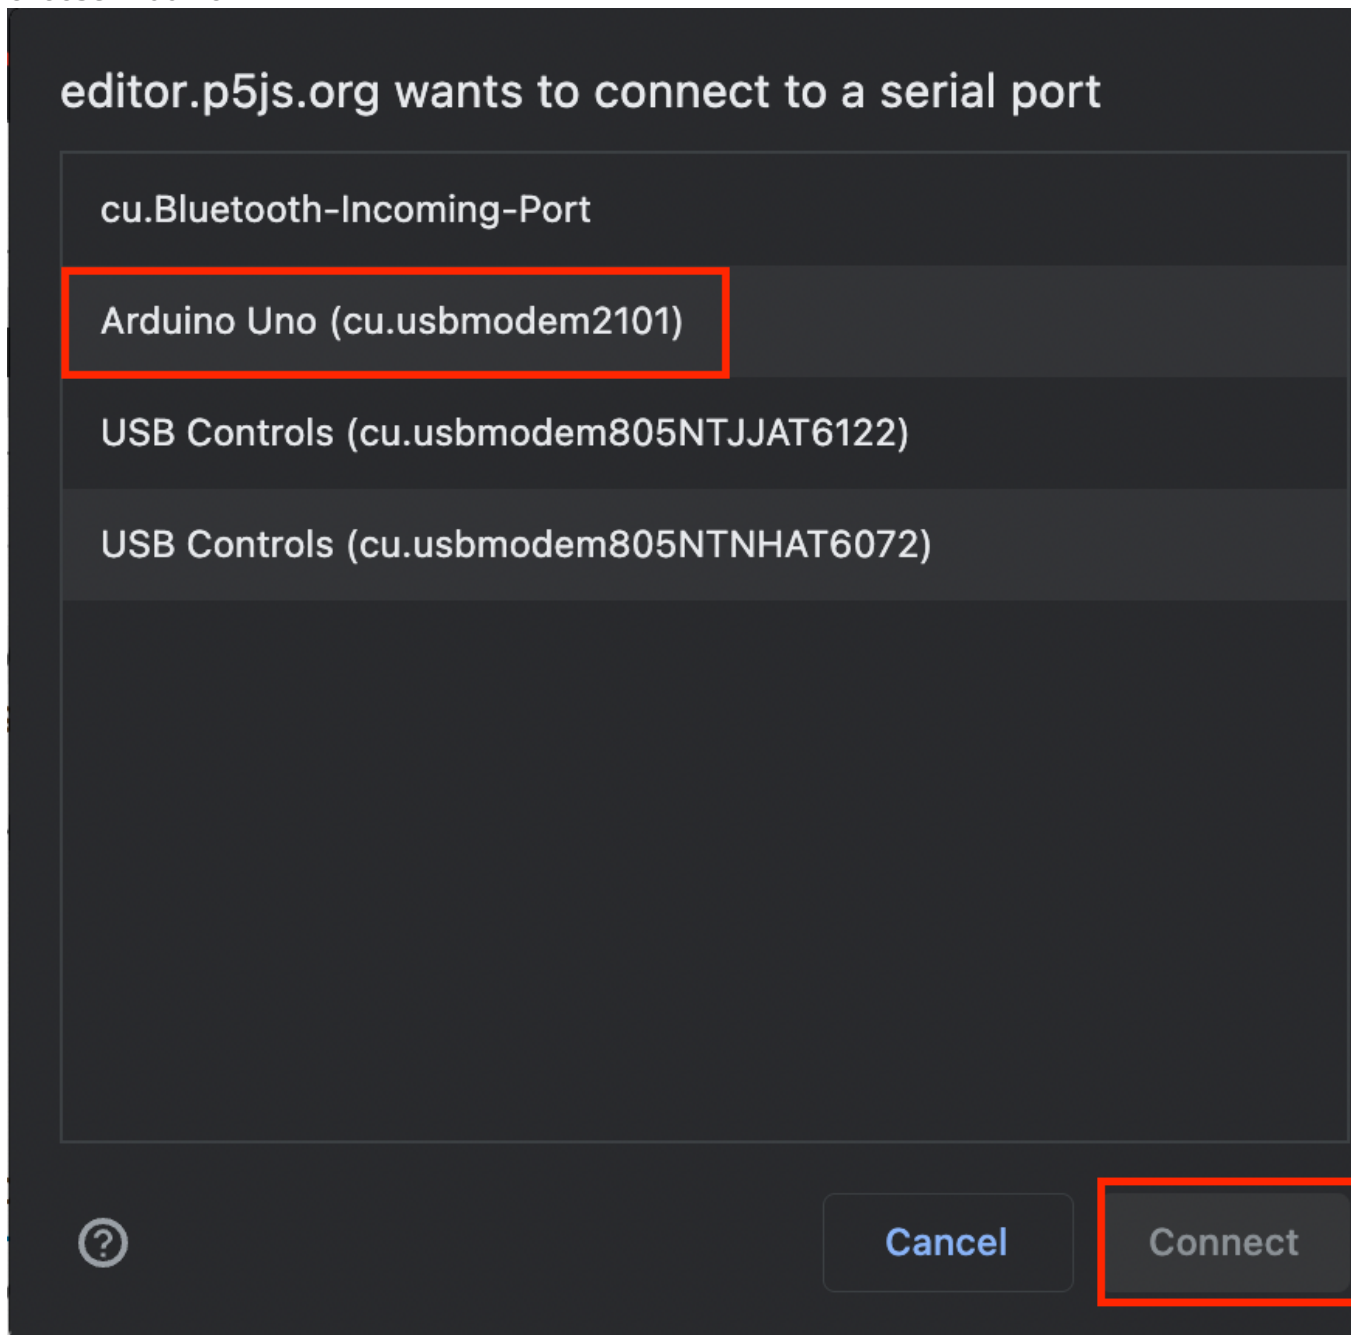 editor.p5js.org wants to connect to a serial port
cu.Bluetooth-Incoming-Port
Arduino Uno (cu.usbmodem2101)
USB Controls (cu.usbmodem805NTJJAT6122)
USB Controls (cu.usbmodem805NTNHAT6072)
?
Cancel
Connect